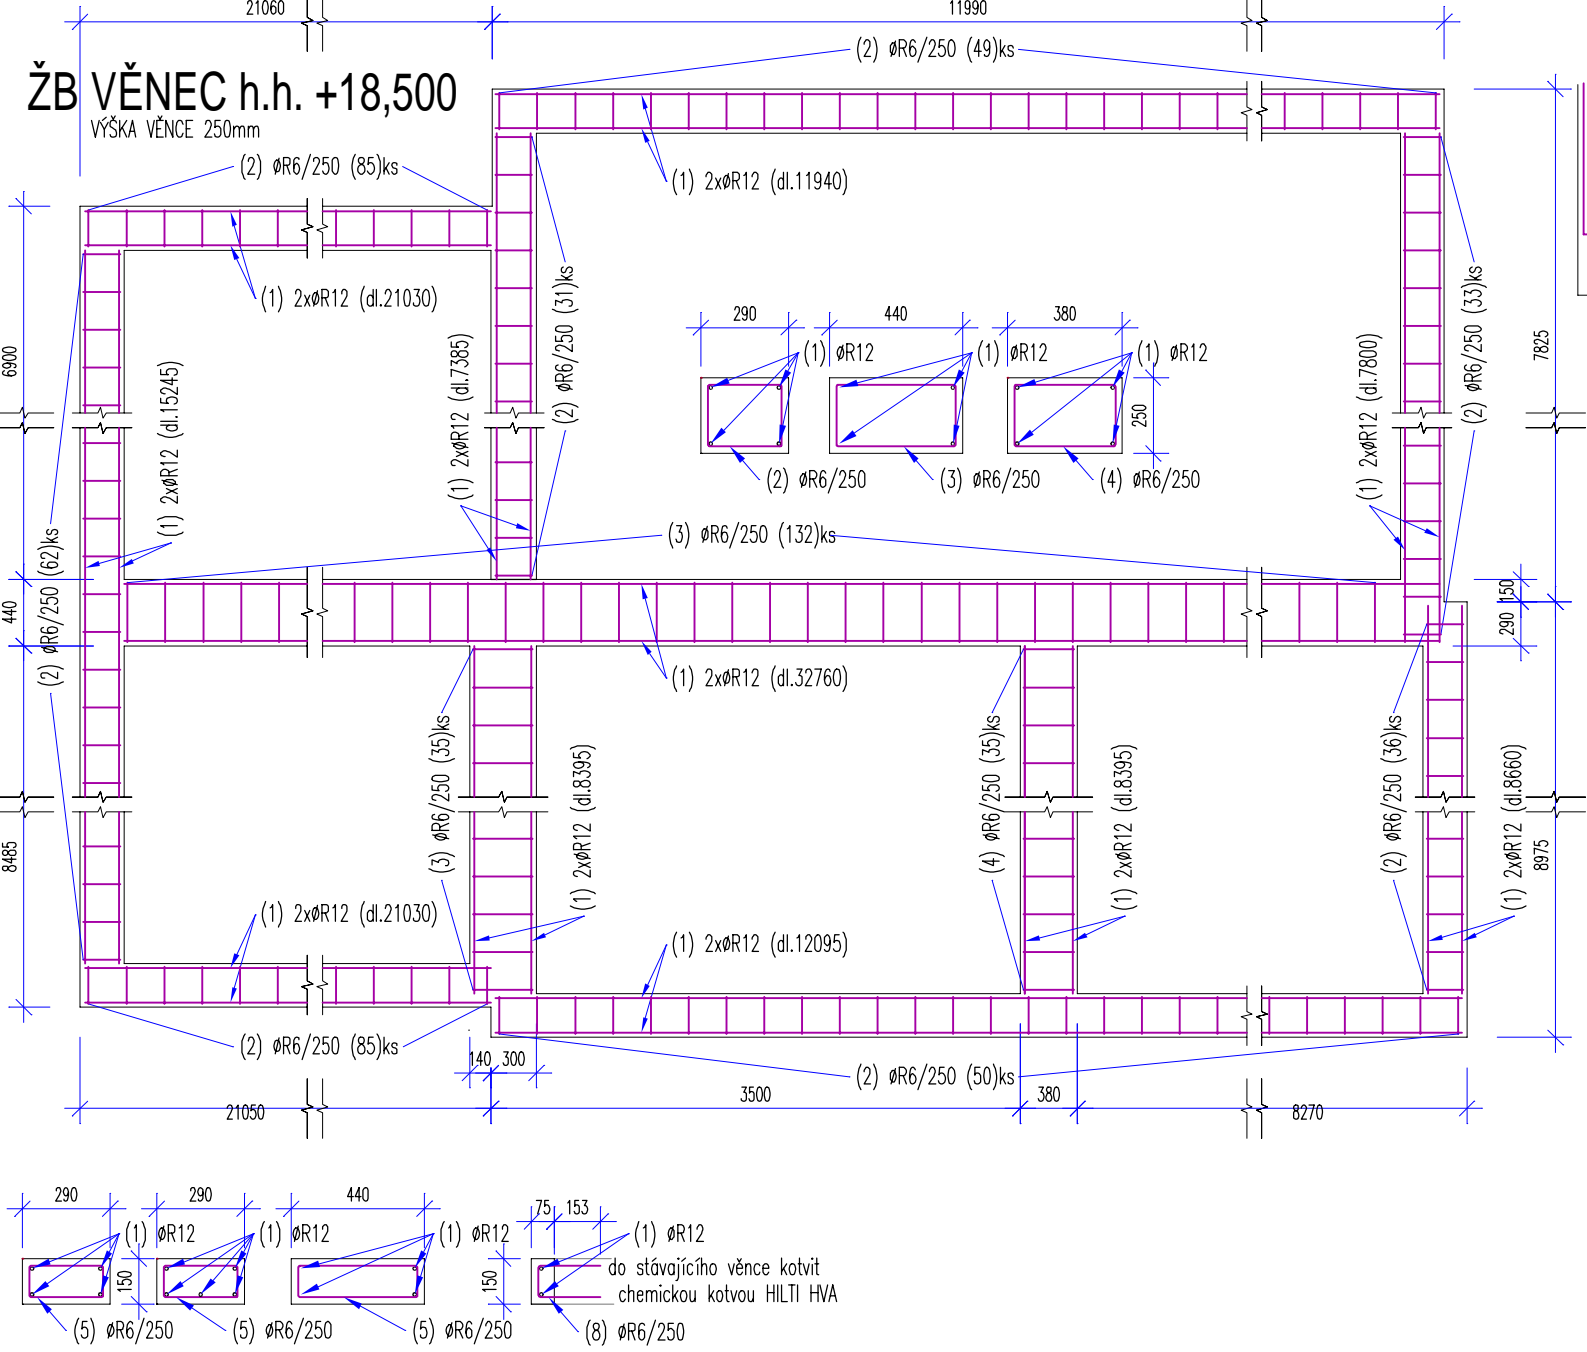 21060
11990
(2) øR6/250 (49)ks
ŽB VĚNEC h.h. +18,500
VÝŠKA VĚNCE 250mm
(2) øR6/250 (85)ks
(1) 2xøR12 (dl.11940)
(1) 2xøR12 (dl.21030)
6900
(1) 2xøR12 (dl.15245)
(1) 2xøR12 (dl.7385)
(2) øR6/250 (31)ks
290
440
380
(1) øR12
(1) øR12
(1) øR12
250
(2) øR6/250
(3) øR6/250
(4) øR6/250
(1) 2xøR12 (dl.7800)
(2) øR6/250 (33)ks
7825
(3) øR6/250 (132)ks
(2) øR6/250 (62)ks
440
150
290
(1) 2xøR12 (dl.32760)
(3) øR6/250 (35)ks
(1) 2xøR12 (dl.8395)
(4) øR6/250 (35)ks
(1) 2xøR12 (dl.8395)
(2) øR6/250 (36)ks
(1) 2xøR12 (dl.8660)
8485
8975
(1) 2xøR12 (dl.21030)
(1) 2xøR12 (dl.12095)
(2) øR6/250 (85)ks
140
300
(2) øR6/250 (50)ks
21050
3500
380
8270
290
290
440
75
153
(1) øR12
(1) øR12
(1) øR12
(1) øR12
150
150
do stávajícího věnce kotvit
chemickou kotvou HILTI HVA
(5) øR6/250
(5) øR6/250
(5) øR6/250
(8) øR6/250